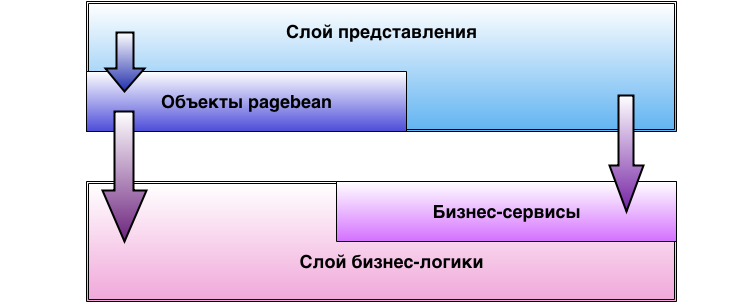 Слой представления
Объекты pagebean
Бизнес-сервисы
Слой бизнес-логики